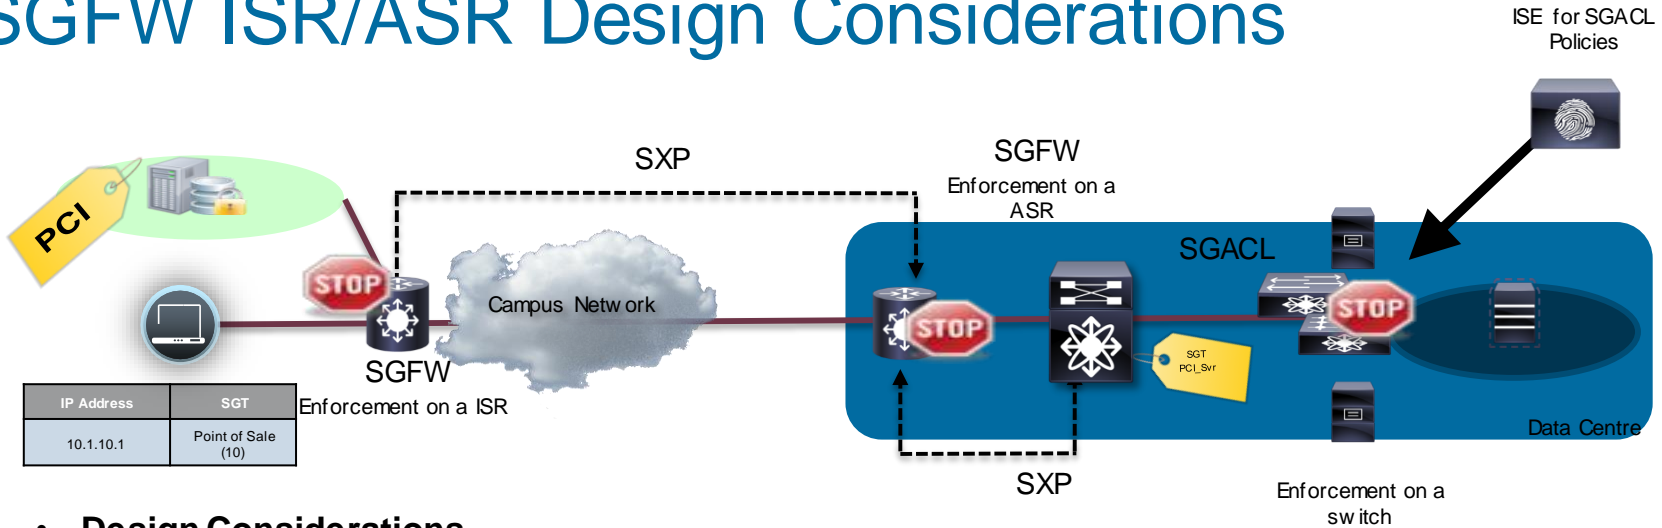 SGFW ISR/ASR Design Considerations
ISE for SGACL
Policies
SXP
SGFW
Enforcement on a
ASR
PCI
SGACL
STOP
Campus Network
STOP
STOP
SGT
PCI_Svr
SGFW
Enforcement on a ISR
IP Address SGT
10.1.10.1 Point of Sale
(10)
Data Centre
SXP
Enforcement on a
switch
• Design Considerations